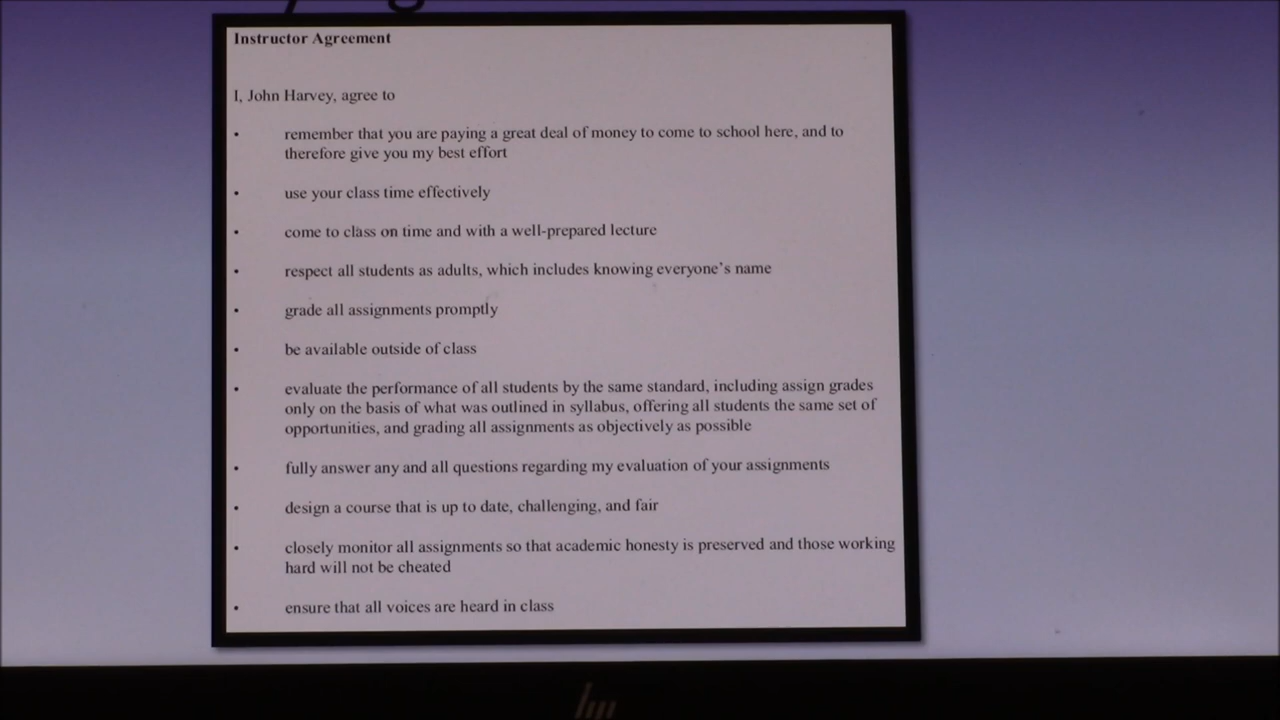 Instructor Agreement
I, John Harvey, agree to
• remember that you are paying a great deal of money to come to school here, and to
therefore give you my best effort
• use your class time effectively
• come to class on time and with a well-prepared lecture
• respect all students as adults, which includes knowing everyone's name
• grade all assignments promptly
• be available outside of class
• evaluate the performance of all students by the same standard, including assign grades
only on the basis of what was outlined in syllabus, offering all students the same set of
opportunities, and grading all assignments as objectively as possible
• fully answer any and all questions regarding my evaluation of your assignments
• design a course that is up to date, challenging, and fair
• closely monitor all assignments so that academic honesty is preserved and those working
hard will not be cheated
• ensure that all voices are heard in class
hp